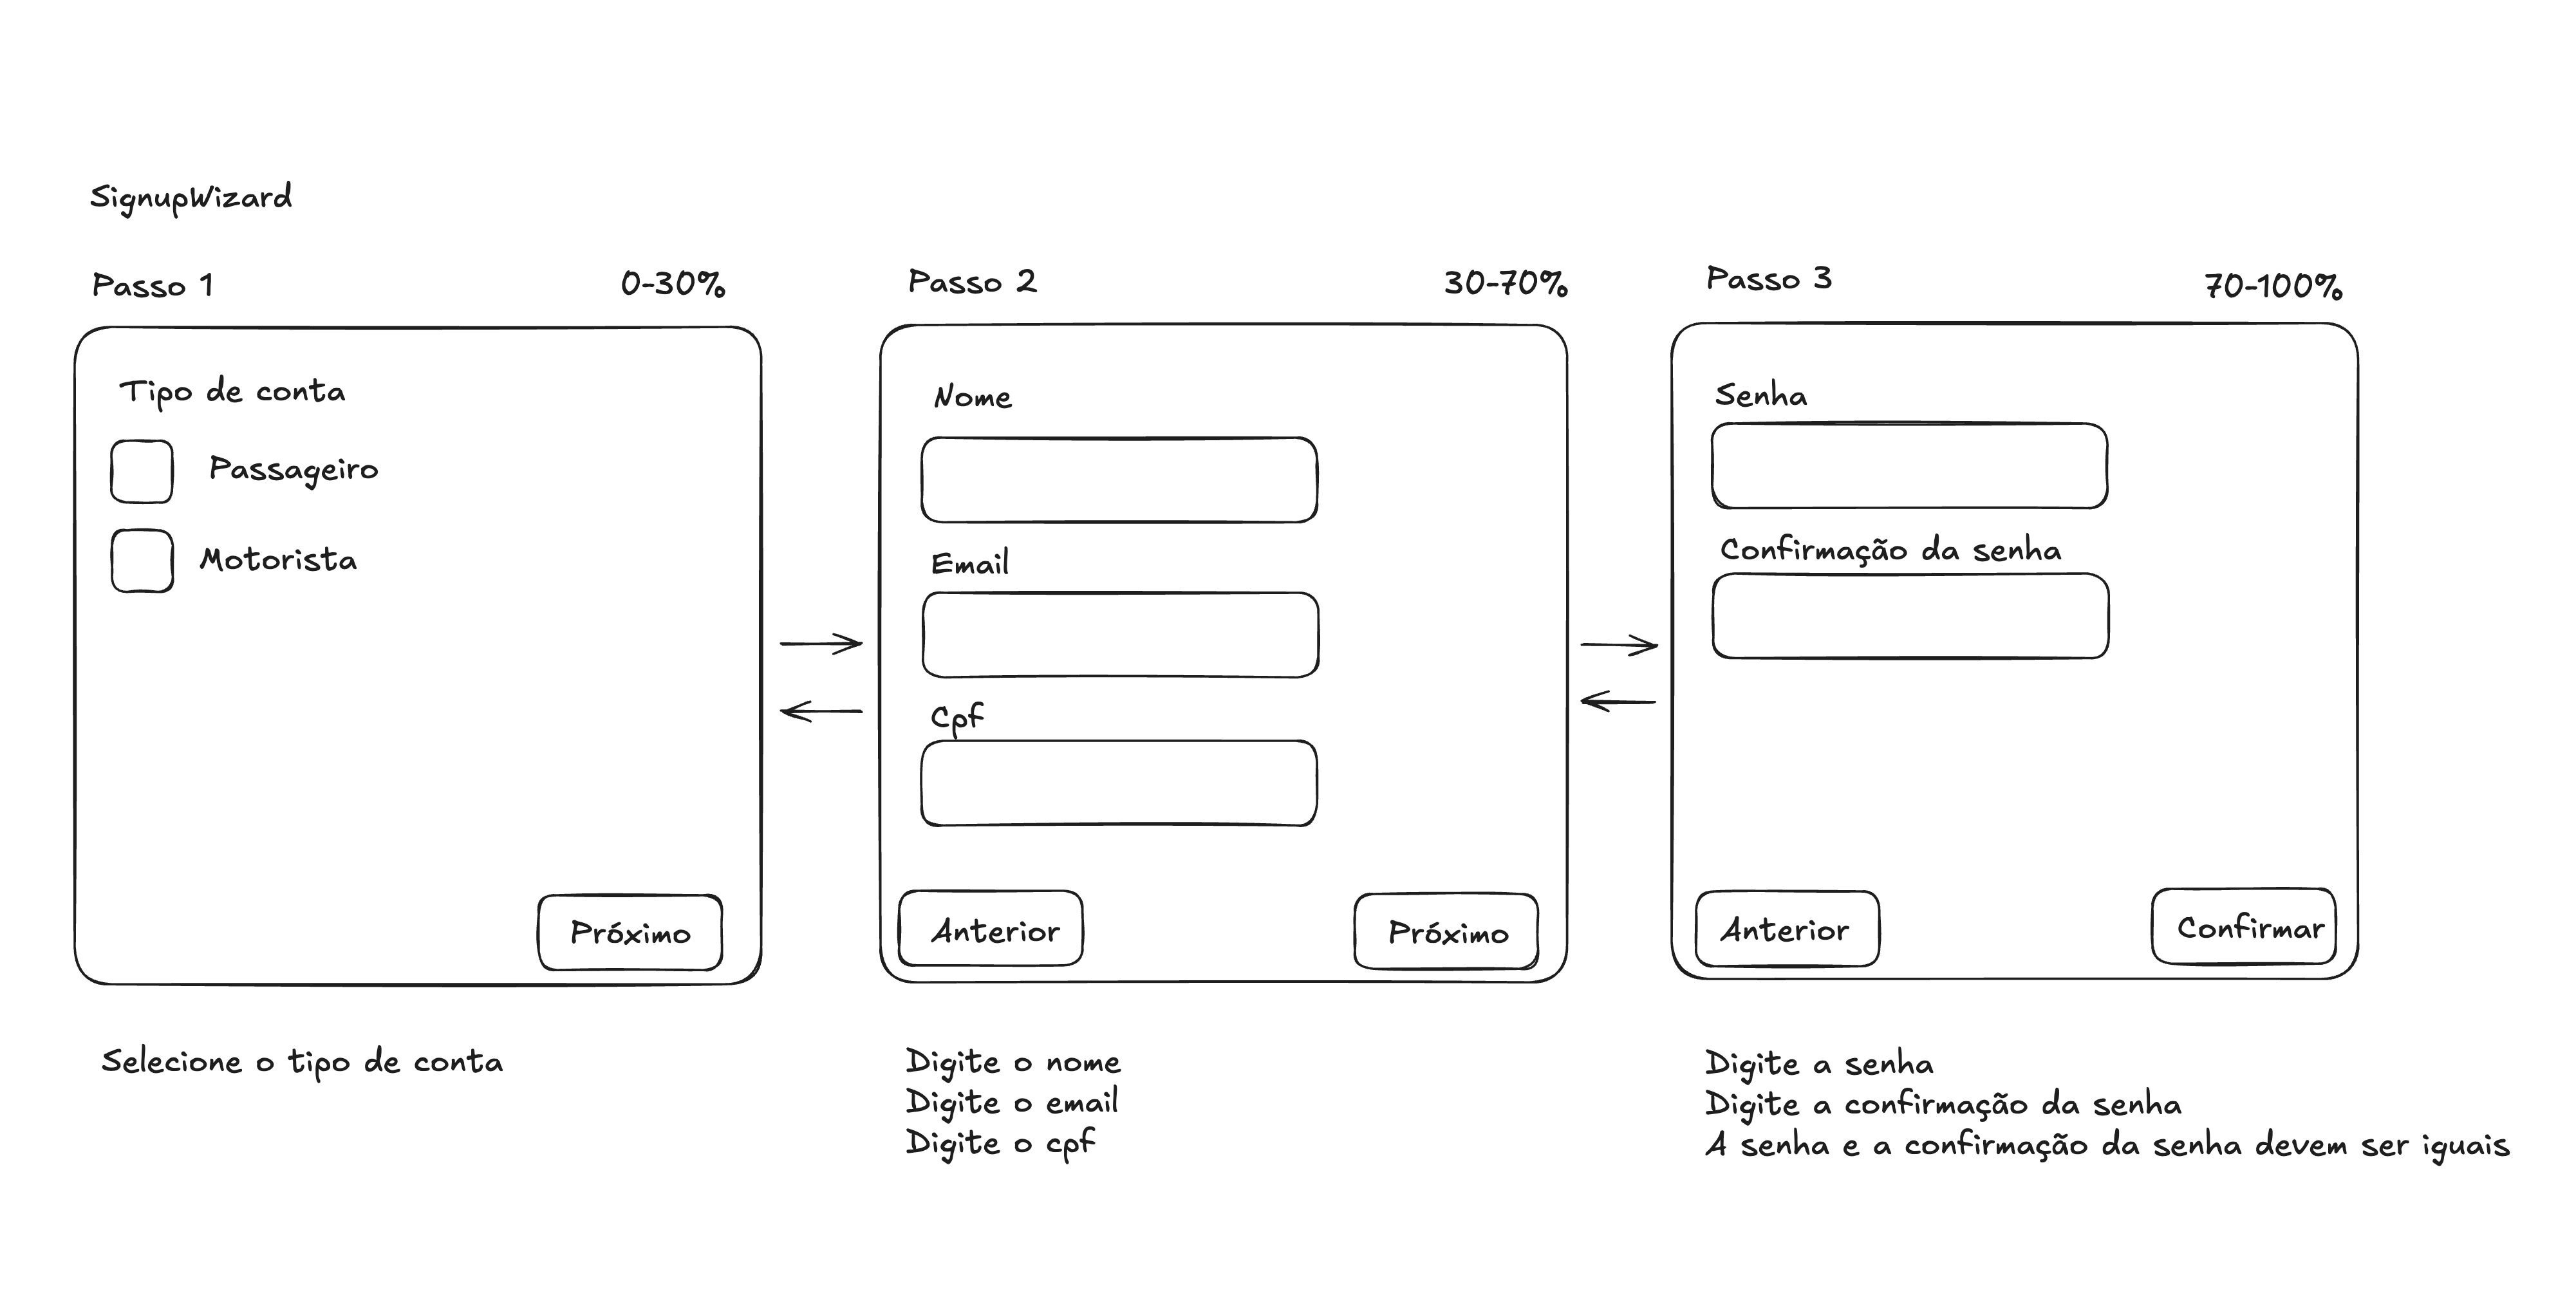 SignupWizard
Passo 1
0-30%
Tipo de conta
Passageiro
Motorista
Próximo
Selecione o tipo de conta
Passo 2
30-70%
Nome
Email
Cpf
Anterior
Próximo
Digite o nome
Digite o email
Digite o cpf
Passo 3
70-100%
Senha
Confirmação da senha
Anterior
Confirmar
Digite a senha
Digite a confirmação da senha
A senha e a confirmação da senha devem ser iguais